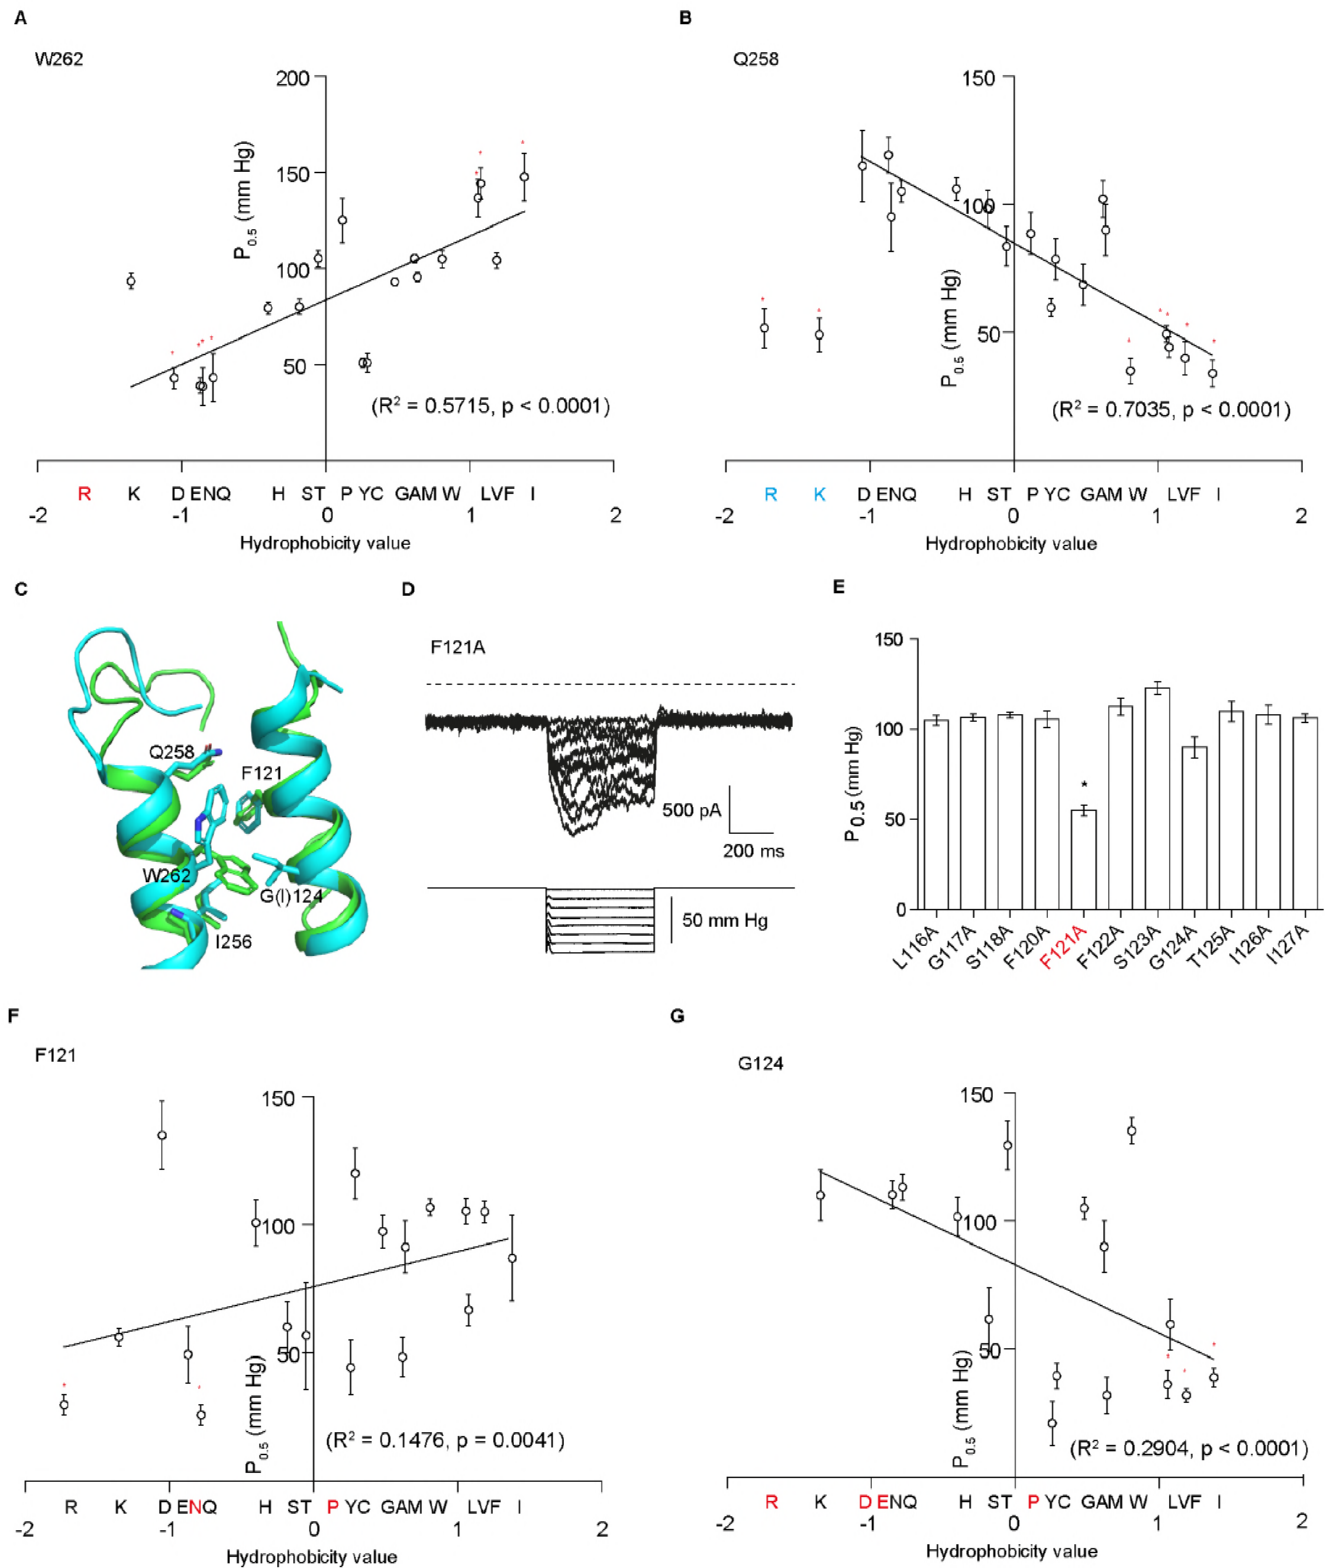 A
W262
200
150
100
50
P0.5 (mm Hg)
* * * * * * *
(R2 = 0.5715, p < 0.0001)
R K D ENQ H ST P YC GAM W LVF I
-2 -1 0 1 2
Hydrophobicity value
B
Q258
150
100
50
P0.5 (mm Hg)
* * * * * * *
(R2 = 0.7035, p < 0.0001)
R K D ENQ H ST P YC GAM W LVF I
-2 -1 0 1 2
Hydrophobicity value
C
Q258
F121
W262
G(I)124
I256
D
F121A
500 pA
200 ms
50 mm Hg
E
150
100
50
0
P0.5 (mm Hg)
*
L116A G117A S118A F120A F121A F122A S123A G124A T125A I126A I127A
F
F121
150
100
50
P0.5 (mm Hg)
* *
(R2 = 0.1476, p = 0.0041)
R K D ENQ H ST P YC GAM W LVF I
-2 -1 0 1 2
Hydrophobicity value
G
G124
150
100
50
P0.5 (mm Hg)
* * *
(R2 = 0.2904, p < 0.0001)
R K D ENQ H ST P YC GAM W LVF I
-2 -1 0 1 2
Hydrophobicity value